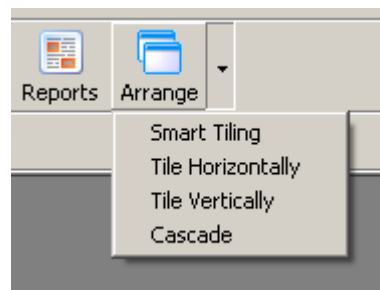 Reports Arrange
Smart Tiling
Tile Horizontally
Tile Vertically
Cascade